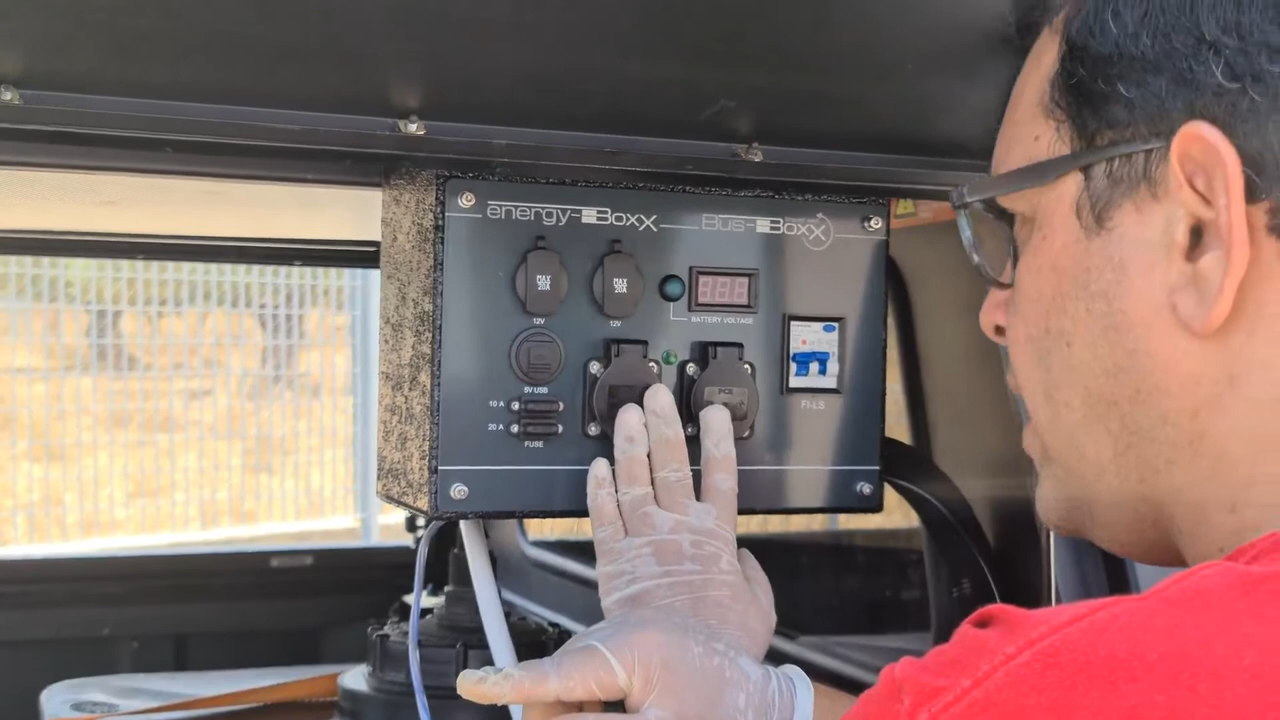 energy-Boxx
Bus-Boxx
MAX
20A
MAX
20A
12V
12V
BATTERY VOLTAGE
5V USB
10 A
20 A
FUSE
PCE
FI-LS